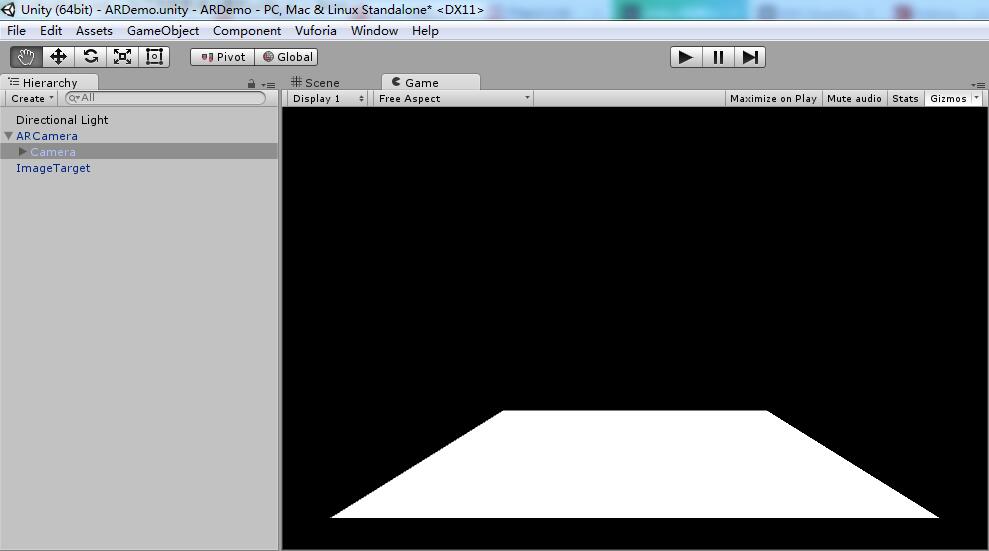 Unity (64bit) - ARDemo.unity - ARDemo - PC, Mac & Linux Standalone* <DX11>
File Edit Assets GameObject Component Vuforia Window Help
Pivot Global
Hierarchy Scene Game
Create All Display 1 Free Aspect Maximize on Play Mute audio Stats Gizmos
Directional Light
ARCamera
Camera
ImageTarget